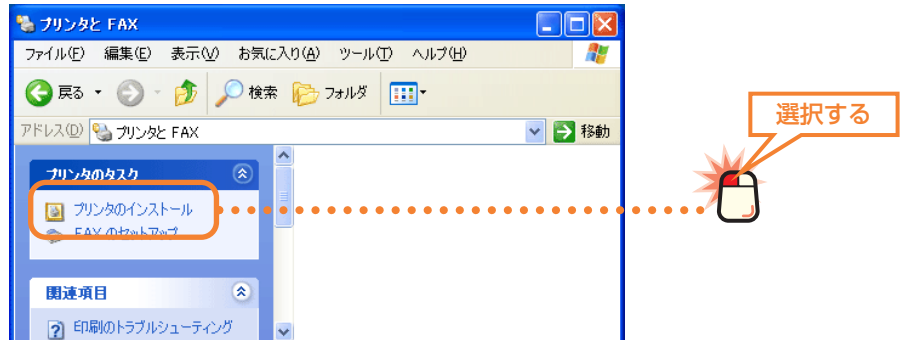 プリンタと FAX
ファイル(F) 編集(E) 表示(V) お気に入り(A) ツール(T) ヘルプ(H)
戻る 検索 フォルダ
アドレス(D) プリンタと FAX 移動
選択する
プリンタのタスク
プリンタのインストール
FAX のセットアップ
関連項目
印刷のトラブルシューティング